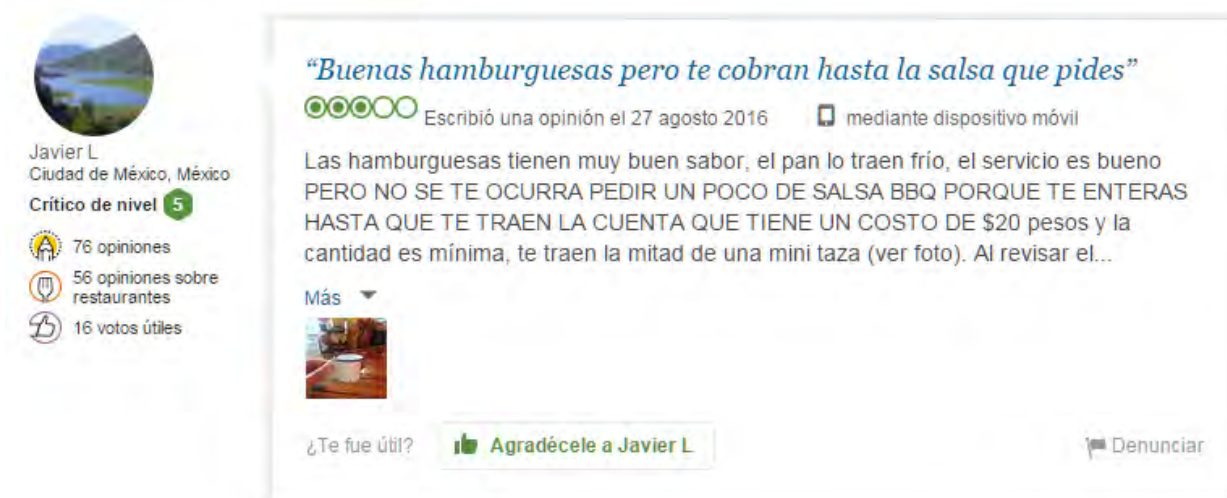 “Buenas hamburguesas pero te cobran hasta la salsa que pides”
Escribió una opinión el 27 agosto 2016 mediante dispositivo móvil
Javier L
Ciudad de México, México
Crítico de nivel 5
76 opiniones
56 opiniones sobre
restaurantes
16 votos útiles
Las hamburguesas tienen muy buen sabor, el pan lo traen frío, el servicio es bueno
PERO NO SE TE OCURRA PEDIR UN POCO DE SALSA BBQ PORQUE TE ENTERAS
HASTA QUE TE TRAEN LA CUENTA QUE TIENE UN COSTO DE $20 pesos y la
cantidad es mínima, te traen la mitad de una mini taza (ver foto). Al revisar el...
Más
¿Te fue útil? Agradécele a Javier L Denunciar